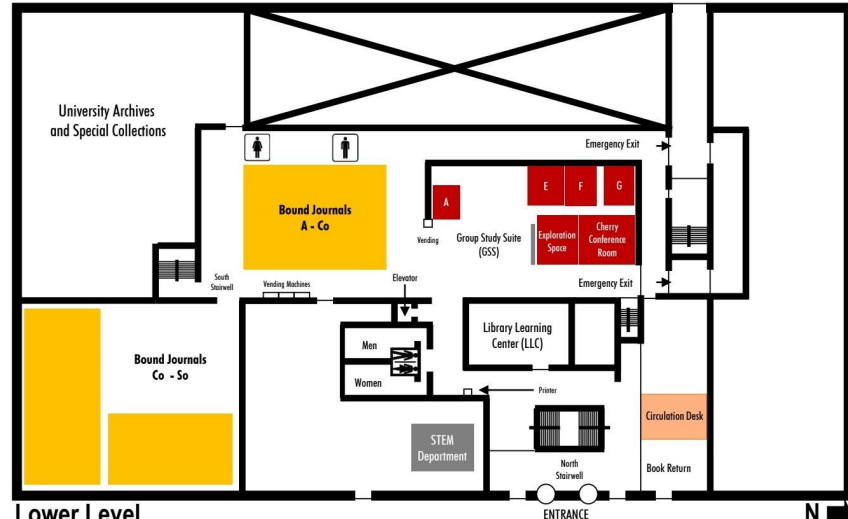 University Archives
and Special Collections
Emergency Exit
Bound Journals
A - Co
A
E
F
G
Vending
Group Study Suite
(GSS)
Exploration
Space
Cherry
Conference
Room
South
Stairwell
Vending Machines
Elevator
Emergency Exit
Bound Journals
Co - So
Men
Women
Library Learning
Center (LLC)
Printer
Circulation Desk
STEM
Department
North
Stairwell
Book Return
Lower Level
ENTRANCE
N